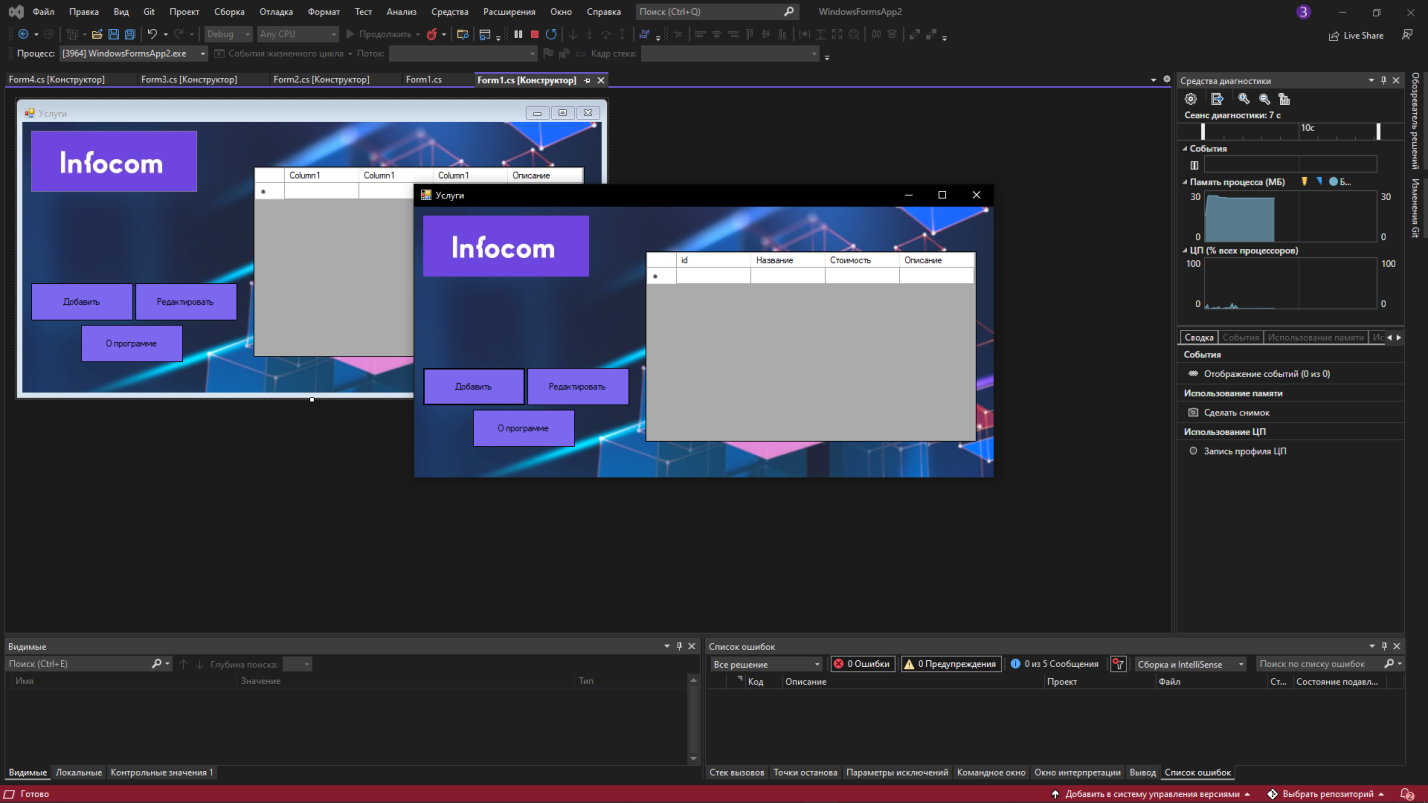 Файл Правка Вид Git Проект Сборка Отладка Формат Тест Анализ Средства Расширения Окно Справка Поиск (Ctrl+Q) WindowsFormsApp2 З
Debug Any CPU Продолжить Live Share
Процесс: [3964] WindowsFormsApp2.exe События жизненного цикла Поток: Кадр стека:
Form4.cs [Конструктор] Form3.cs [Конструктор] Form2.cs [Конструктор] Form1.cs Form1.cs [Конструктор]
Услуги
Infocom
Column1 Column1 Column1 Описание
*
Добавить Редактировать
О программе
Услуги
Infocom
id Название Стоимость Описание
*
Добавить Редактировать
О программе
Средства диагностики
Сеанс диагностики: 7 с
10с
События
Память процесса (МБ) Б...
30 30
0 0
ЦП (% всех процессоров)
100 100
0 0
Сводка События Использование памяти Ис
События
Отображение событий (0 из 0)
Использование памяти
Сделать снимок
Использование ЦП
Запись профиля ЦП
Обозреватель решений
Изменения Git
Видимые
Поиск (Ctrl+E) Глубина поиска:
Имя Значение Тип
Видимые Локальные Контрольные значения 1
Список ошибок
Все решение 0 Ошибки 0 Предупреждения 0 из 5 Сообщения Сборка и IntelliSense Поиск по списку ошибок
Код Описание Проект Файл Ст... Состояние подавл...
Стек вызовов Точки останова Параметры исключений Командное окно Окно интерпретации Вывод Список ошибок
Готово Добавить в систему управления версиями Выбрать репозиторий 2